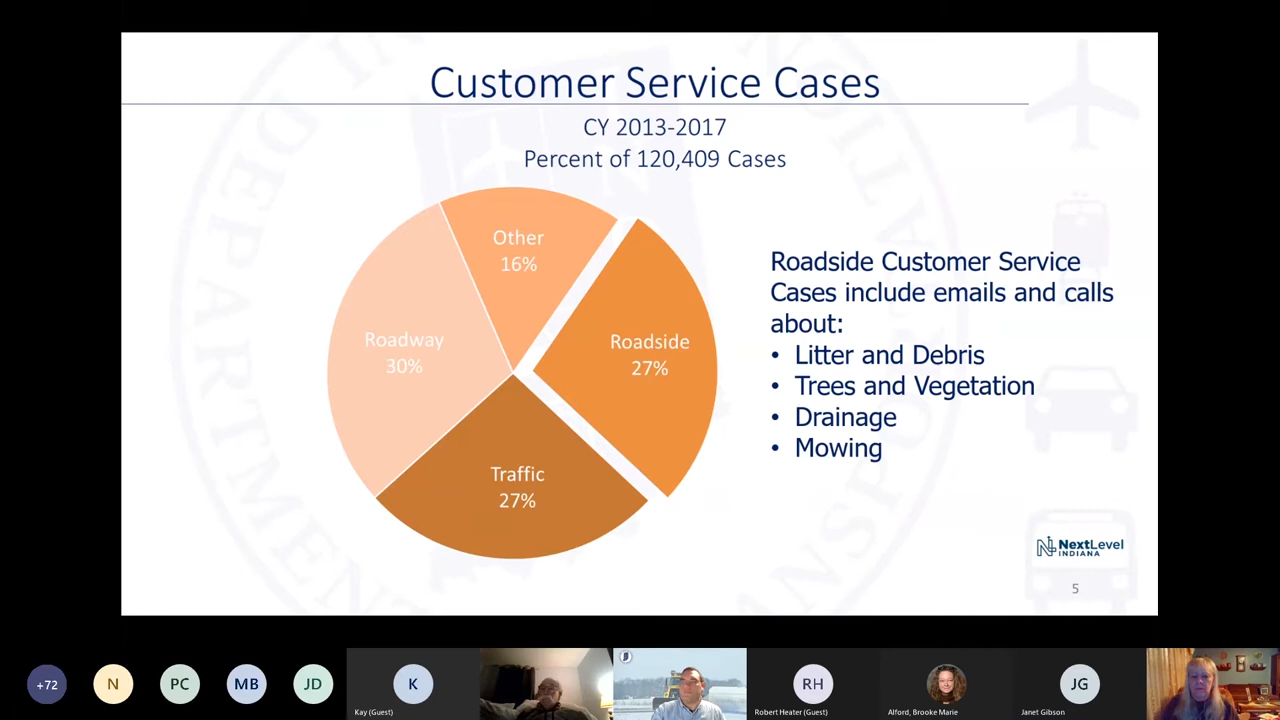 Customer Service Cases
CY 2013-2017
Percent of 120,409 Cases
Other
16%
Roadside
27%
Roadway
30%
Traffic
27%
Roadside Customer Service
Cases include emails and calls
about:
• Litter and Debris
• Trees and Vegetation
• Drainage
• Mowing
NextLevel
INDIANA
5
+72
N
PC
MB
JD
K
Kay (Guest)
RH
Robert Heater (Guest)
Alford, Brooke Marie
JG
Janet Gibson